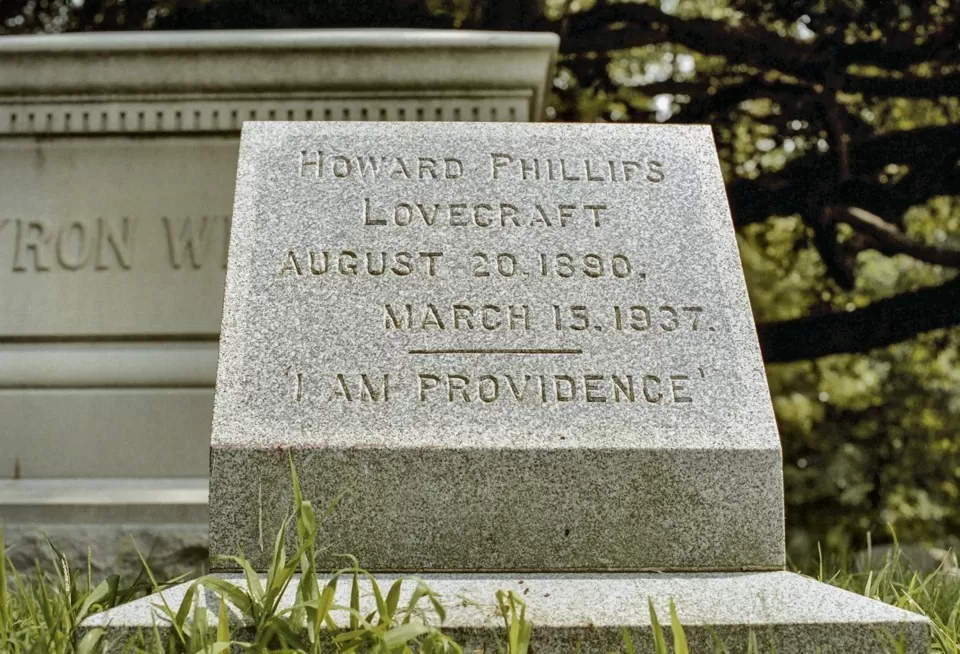 HOWARD PHILLIPS
LOVECRAFT
AUGUST 20, 1890.
MARCH 15, 1937.
'I AM PROVIDENCE'